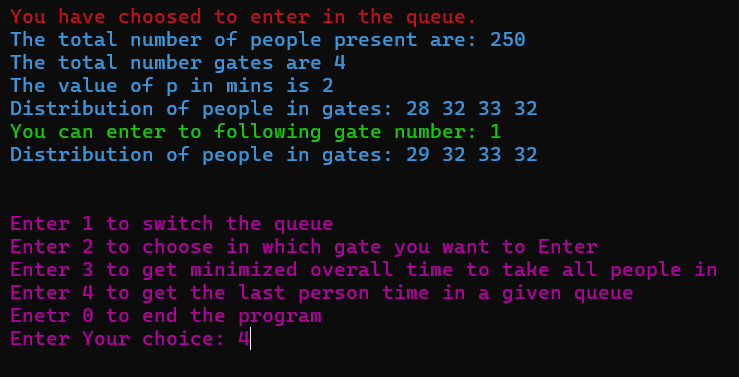 You have choosed to enter in the queue.
The total number of people present are: 250
The total number gates are 4
The value of p in mins is 2
Distribution of people in gates: 28 32 33 32
You can enter to following gate number: 1
Distribution of people in gates: 29 32 33 32
Enter 1 to switch the queue
Enter 2 to choose in which gate you want to Enter
Enter 3 to get minimized overall time to take all people in
Enter 4 to get the last person time in a given queue
Enetr 0 to end the program
Enter Your choice: 4